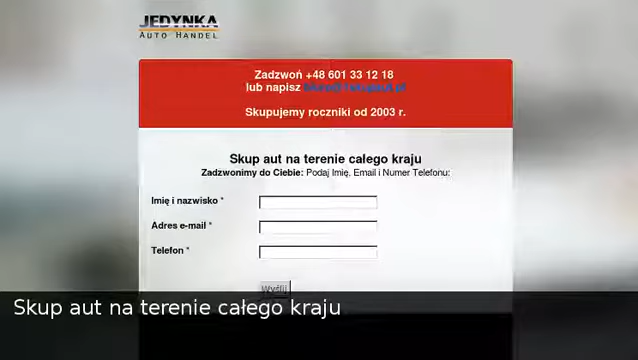 JEDYNKA
AUTO HANDEL
Zadzwoń +48 601 33 12 18
lub napisz
Skupujemy roczniki od 2003 r.
Skup aut na terenie całego kraju
Zadzwonimy do Ciebie: Podaj Imię, Email i Numer Telefonu:
Imię i nazwisko *
Adres e-mail *
Telefon *
Wyślij
Skup aut na terenie całego kraju